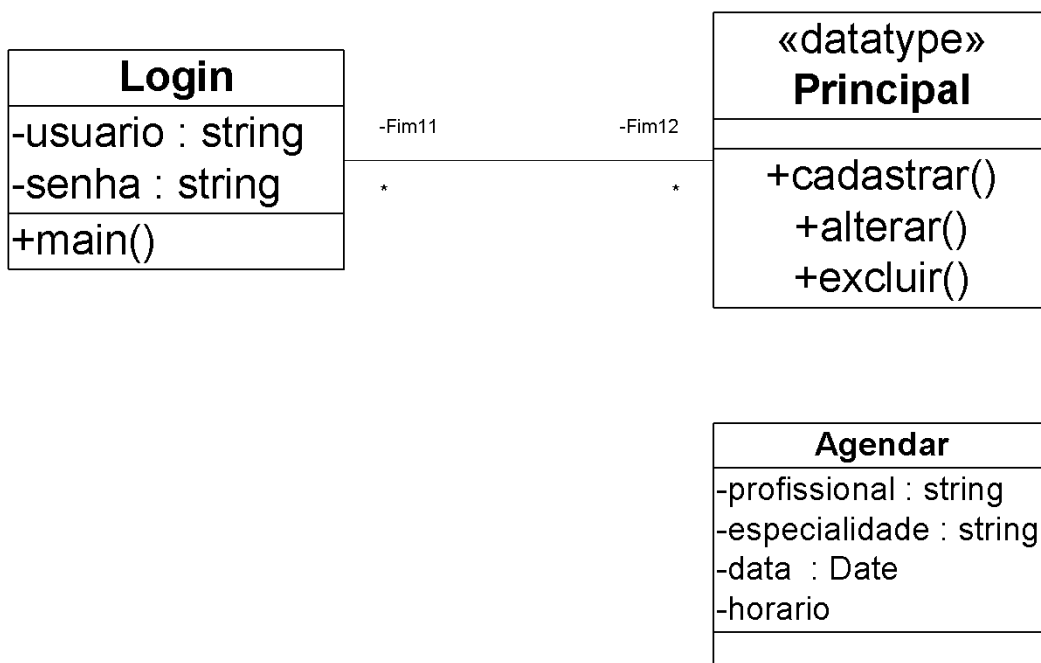 Login
-usuario : string
-senha : string
+main()
-Fim11
-Fim12
*
*
«datatype»
Principal
+cadastrar()
+alterar()
+excluir()
Agendar
-profissional : string
-especialidade : string
-data : Date
-horario